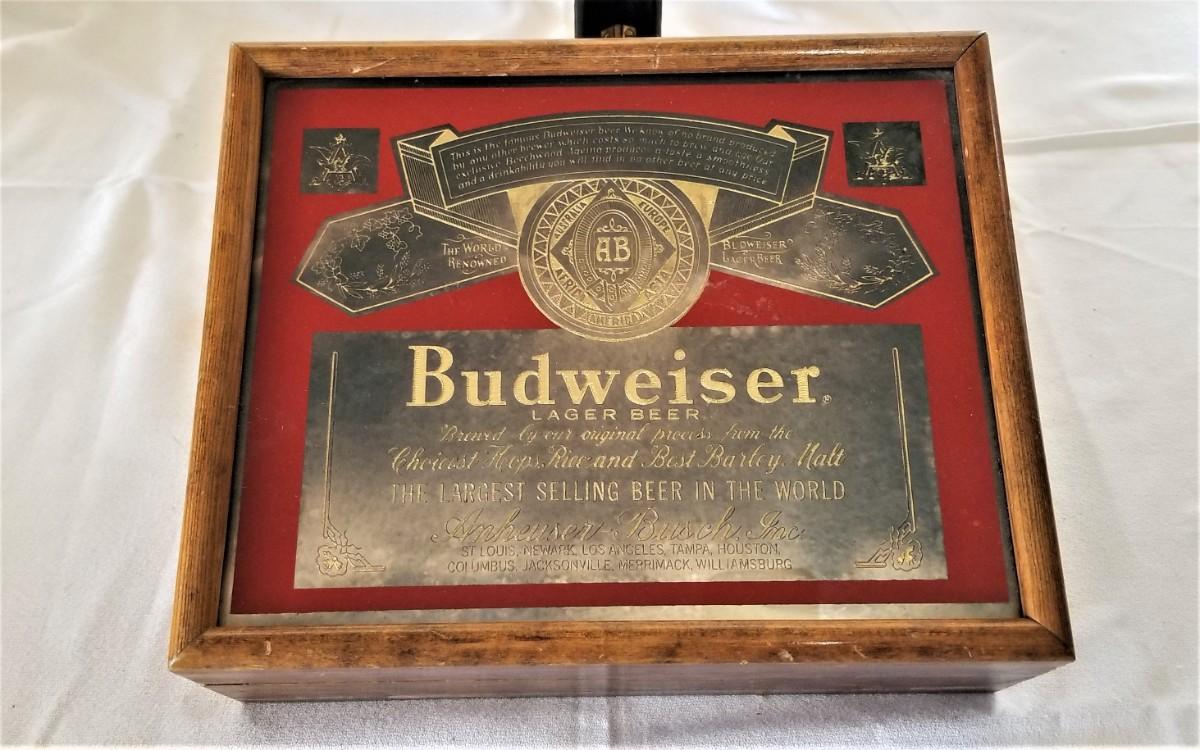 This is the famous Budweiser beer. We know of no brand produced
by any other brewer which costs so much to brew and age. Our
exclusive Beechwood Ageing produces a taste, a smoothness
and a drinkability you will find in no other beer at any price.
THE WORLD
RENOWNED
BUDWEISER
LAGER BEER
AMERICA
EUROPE
AFRICA
ASIA
AB
Budweiser®
LAGER BEER
Brewed by our original process from the
Choicest Hops, Rice and Best Barley Malt
THE LARGEST SELLING BEER IN THE WORLD
Anheuser-Busch, Inc.
ST LOUIS, NEWARK, LOS ANGELES, TAMPA, HOUSTON,
COLUMBUS, JACKSONVILLE, MERRIMACK, WILLIAMSBURG